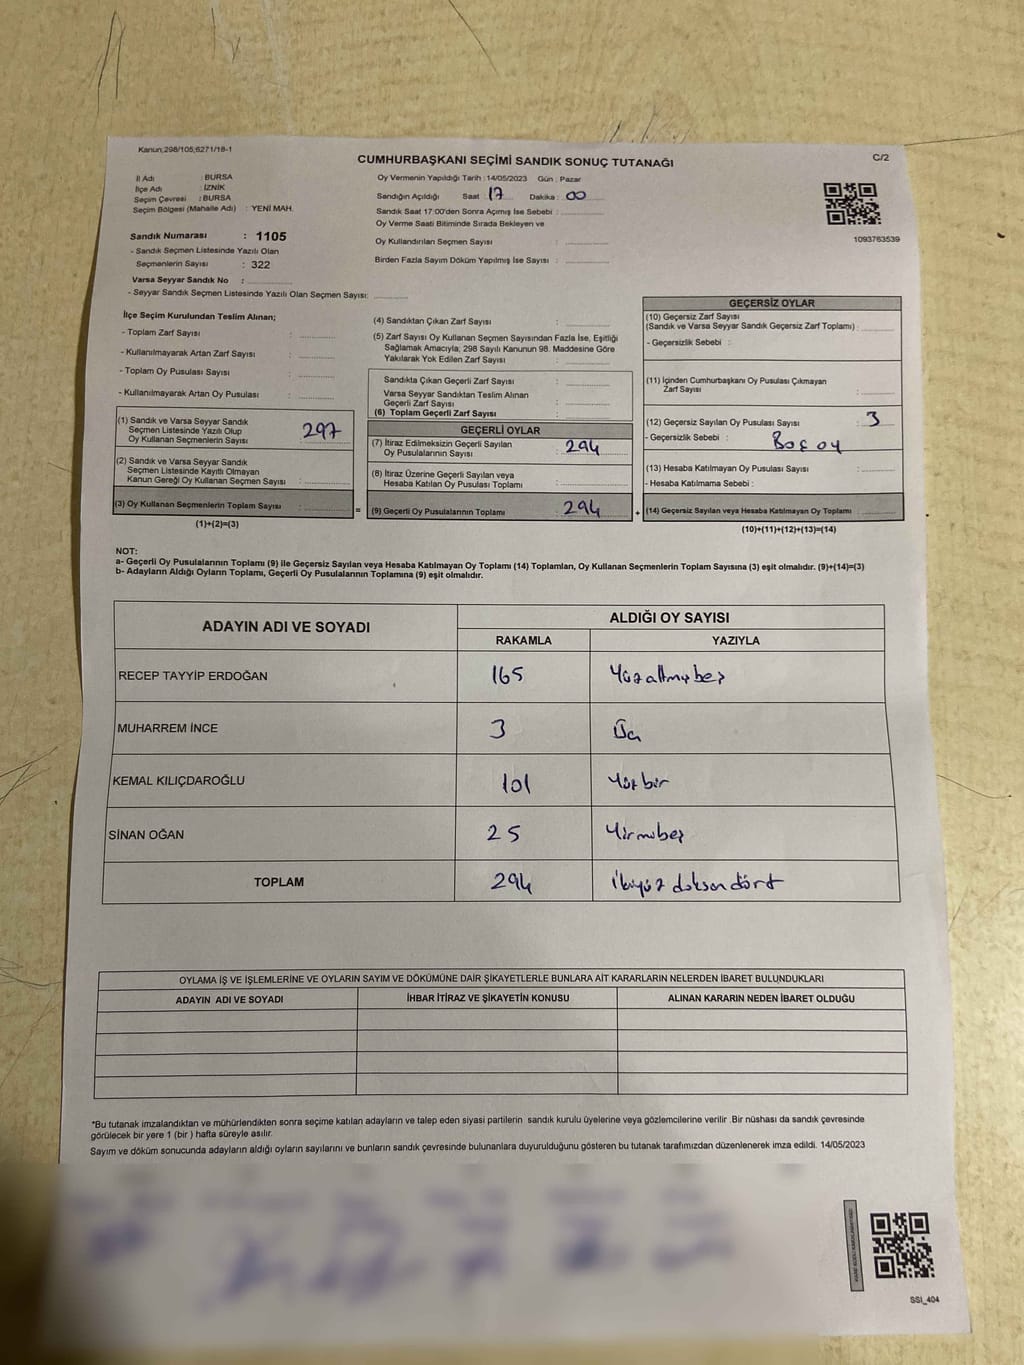 Kanun;298/105;6271/18-1
CUMHURBAŞKANI SEÇİMİ SANDIK SONUÇ TUTANAĞI
C/2
İl Adı : BURSA
İlçe Adı : İZNİK
Seçim Çevresi : BURSA
Seçim Bölgesi (Mahalle Adı) : YENİ MAH.
Oy Vermenin Yapıldığı Tarih : 14/05/2023 Gün : Pazar
Sandığın Açıldığı Saat 17 Dakika : 00
Sandık Saat 17:00'den Sonra Açımış İse Sebebi :
Oy Verme Saati Bitiminde Sırada Bekleyen ve
Oy Kullandırılan Seçmen Sayısı :
Birden Fazla Sayım Döküm Yapılmış İse Sayısı :
1093763539
Sandık Numarası : 1105
- Sandık Seçmen Listesinde Yazılı Olan
Seçmenlerin Sayısı : 322
Varsa Seyyar Sandık No :
- Seyyar Sandık Seçmen Listesinde Yazılı Olan Seçmen Sayısı:
İlçe Seçim Kurulundan Teslim Alınan;
- Toplam Zarf Sayısı :
- Kullanılmayarak Artan Zarf Sayısı :
- Toplam Oy Pusulası Sayısı :
- Kullanılmayarak Artan Oy Pusulası :
(1) Sandık ve Varsa Seyyar Sandık
Seçmen Listesinde Yazılı Olup
Oy Kullanan Seçmenlerin Sayısı : 297
(2) Sandık ve Varsa Seyyar Sandık
Seçmen Listesinde Kayıtlı Olmayan
Kanun Gereği Oy Kullanan Seçmen Sayısı :
(3) Oy Kullanan Seçmenlerin Toplam Sayısı :
(1)+(2)=(3)
=
(4) Sandıktan Çıkan Zarf Sayısı :
(5) Zarf Sayısı Oy Kullanan Seçmen Sayısından Fazla İse, Eşitliği
Sağlamak Amacıyla; 298 Sayılı Kanunun 98. Maddesine Göre
Yakılarak Yok Edilen Zarf Sayısı :
Sandıkta Çıkan Geçerli Zarf Sayısı :
Varsa Seyyar Sandıktan Teslim Alınan
Geçerli Zarf Sayısı :
(6) Toplam Geçerli Zarf Sayısı :
GEÇERLİ OYLAR
(7) İtiraz Edilmeksizin Geçerli Sayılan
Oy Pusulalarının Sayısı : 294
(8) İtiraz Üzerine Geçerli Sayılan veya
Hesaba Katılan Oy Pusulası Toplamı :
(9) Geçerli Oy Pusulalarının Toplamı : 294
+
GEÇERSİZ OYLAR
(10) Geçersiz Zarf Sayısı
(Sandık ve Varsa Seyyar Sandık Geçersiz Zarf Toplamı) :
- Geçersizlik Sebebi :
(11) İçinden Cumhurbaşkanı Oy Pusulası Çıkmayan
Zarf Sayısı :
(12) Geçersiz Sayılan Oy Pusulası Sayısı : 3
- Geçersizlik Sebebi : Boş oy
(13) Hesaba Katılmayan Oy Pusulası Sayısı :
- Hesaba Katılmama Sebebi :
(14) Geçersiz Sayılan veya Hesaba Katılmayan Oy Toplamı :
(10)+(11)+(12)+(13)=(14)
NOT:
a- Geçerli Oy Pusulalarının Toplamı (9) ile Geçersiz Sayılan veya Hesaba Katılmayan Oy Toplamı (14) Toplamları, Oy Kullanan Seçmenlerin Toplam Sayısına (3) eşit olmalıdır. (9)+(14)=(3)
b- Adayların Aldığı Oyların Toplamı, Geçerli Oy Pusulalarının Toplamına (9) eşit olmalıdır.
ADAYIN ADI VE SOYADI
ALDIĞI OY SAYISI
RAKAMLA YAZIYLA
RECEP TAYYİP ERDOĞAN 165 Yüzaltmışbeş
MUHARREM İNCE 3 Üç
KEMAL KILIÇDAROĞLU 101 Yüzbir
SİNAN OĞAN 25 Yirmibeş
TOPLAM 294 İkiyüz doksandört
OYLAMA İŞ VE İŞLEMLERİNE VE OYLARIN SAYIM VE DÖKÜMÜNE DAİR ŞİKAYETLERLE BUNLARA AİT KARARLARIN NELERDEN İBARET BULUNDUKLARI
ADAYIN ADI VE SOYADI İHBAR İTİRAZ VE ŞİKAYETİN KONUSU ALINAN KARARIN NEDEN İBARET OLDUĞU
*Bu tutanak imzalandıktan ve mühürlendikten sonra seçime katılan adayların ve talep eden siyasi partilerin sandık kurulu üyelerine veya gözlemcilerine verilir. Bir nüshası da sandık çevresinde
görülecek bir yere 1 (bir ) hafta süreyle asılır.
Sayım ve döküm sonucunda adayların aldığı oyların sayılarını ve bunların sandık çevresinde bulunanlara duyurulduğunu gösteren bu tutanak tarafımızdan düzenlenerek imza edildi. 14/05/2023
SSI_404